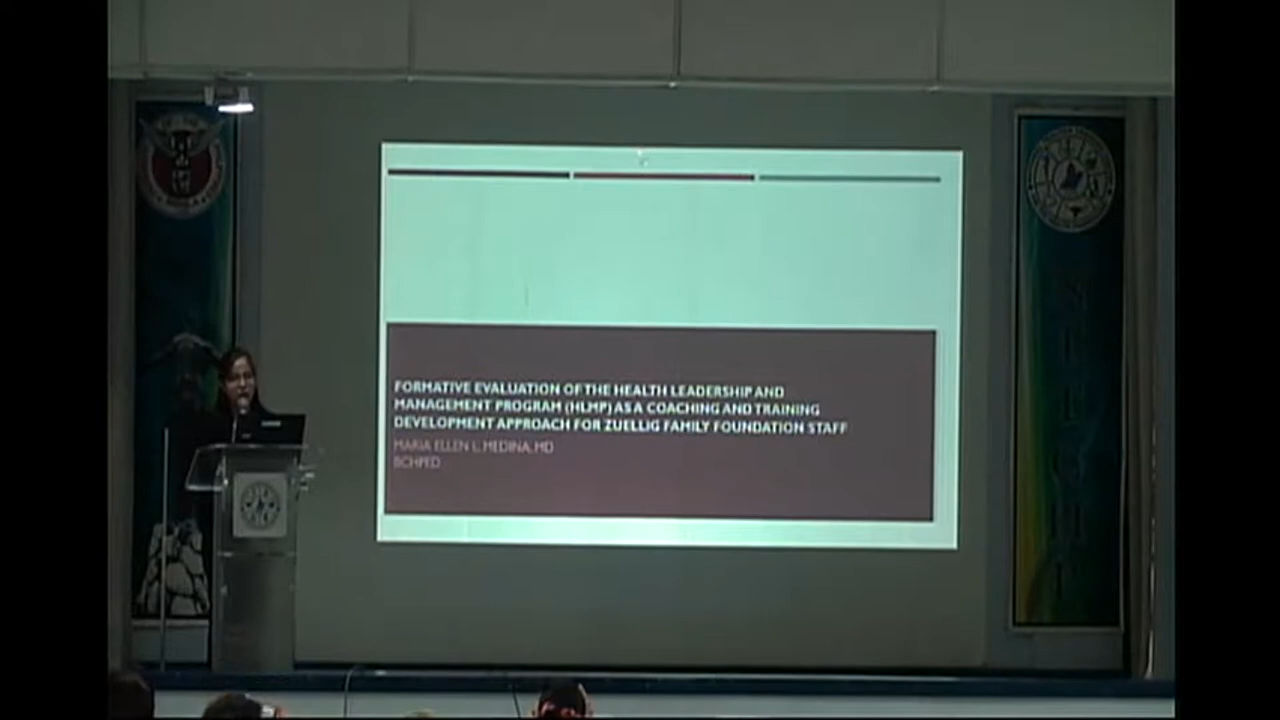 FORMATIVE EVALUATION OF THE HEALTH LEADERSHIP AND
MANAGEMENT PROGRAM (HLMP) AS A COACHING AND TRAINING
DEVELOPMENT APPROACH FOR ZUELLIG FAMILY FOUNDATION STAFF
MARIA ELLEN L. MEDINA, MD